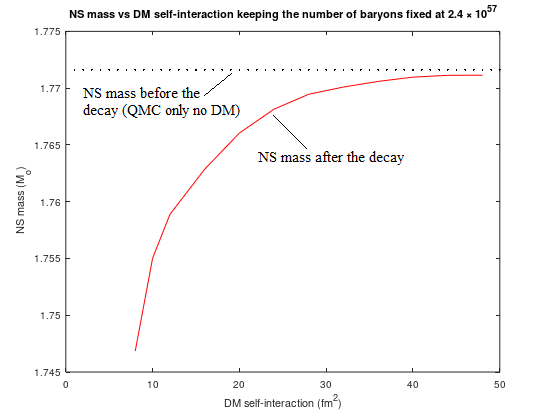 NS mass vs DM self-interaction keeping the number of baryons fixed at 2.4 × 10^57
1.775
1.77
1.765
1.76
1.755
1.75
1.745
NS mass (M_o)
NS mass before the
decay (QMC only no DM)
NS mass after the decay
0 10 20 30 40 50
DM self-interaction (fm^2)